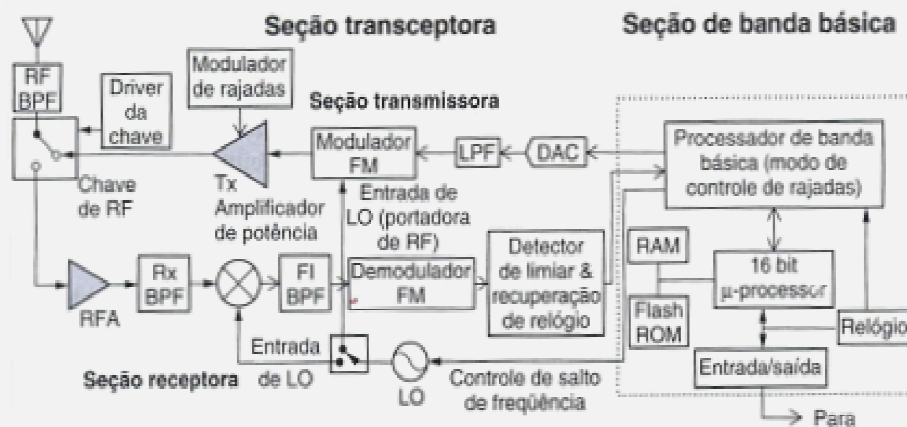 Seção transceptora
Seção de banda básica
RF
BPF
Driver
da
chave
Modulador
de rajadas
Seção transmissora
Modulador
FM
LPF
DAC
Processador de
banda
básica (modo
de
controle de
rajadas)
Chave
de RF
Tx
Amplificador
de potência
Entrada de
LO (portadora
de RF)
RFA
Rx
BPF
FI
BPF
Demodulador
FM
Detector
de limiar &
recuperação
de relógio
RAM
Flash
ROM
16 bit
μ-processor
Relógio
Entrada/saída
Seção receptora
Entrada
de LO
LO
Controle de salto
de freqüência
Para